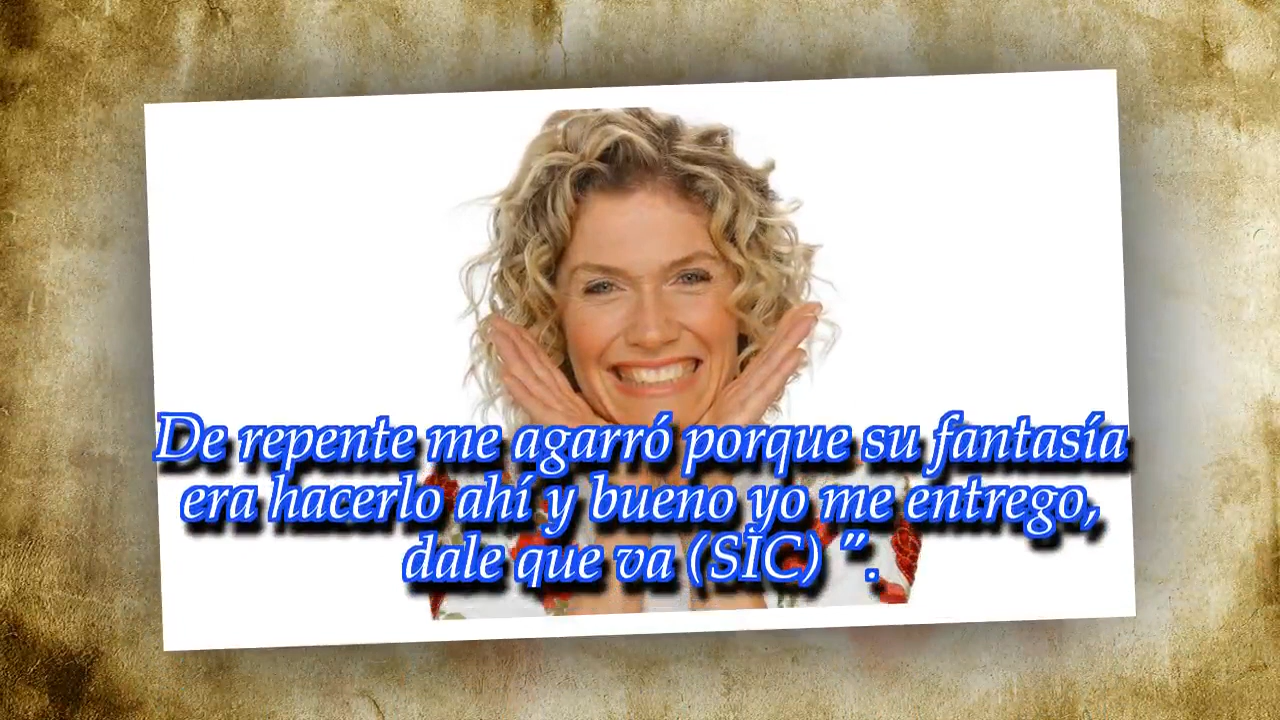 De repente me agarró porque su fantasía
era hacerlo ahí y bueno yo me entrego,
dale que va (SIC) ”.